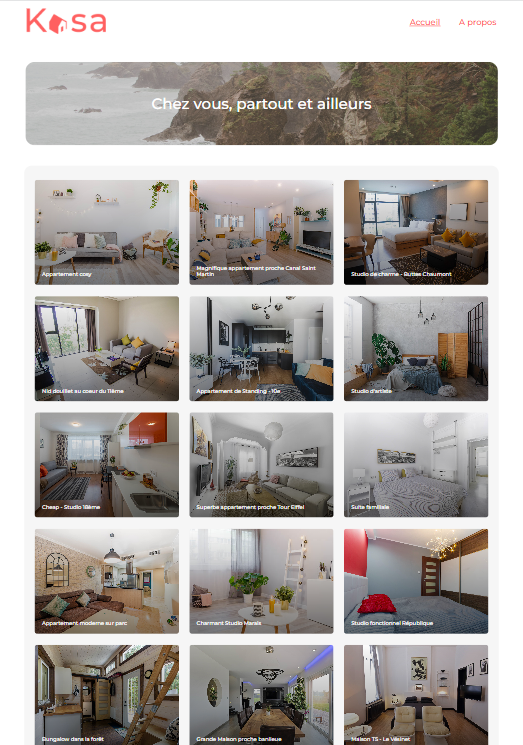 Kasa
Accueil
A propos
Chez vous, partout et ailleurs
Appartement cosy
Magnifique appartement proche Canal Saint
Martin
Studio de charme - Buttes Chaumont
Nid douillet au coeur du 11ème
Appartement de Standing - 10e
Studio d'artiste
Cheap - Studio 18ème
Superbe appartement proche Tour Eiffel
Suite familiale
Appartement moderne sur parc
Charmant Studio Marais
Studio fonctionnel République
Bungalow dans la forêt
Grande Maison proche banlieue
Maison T5 - Le Vésinet